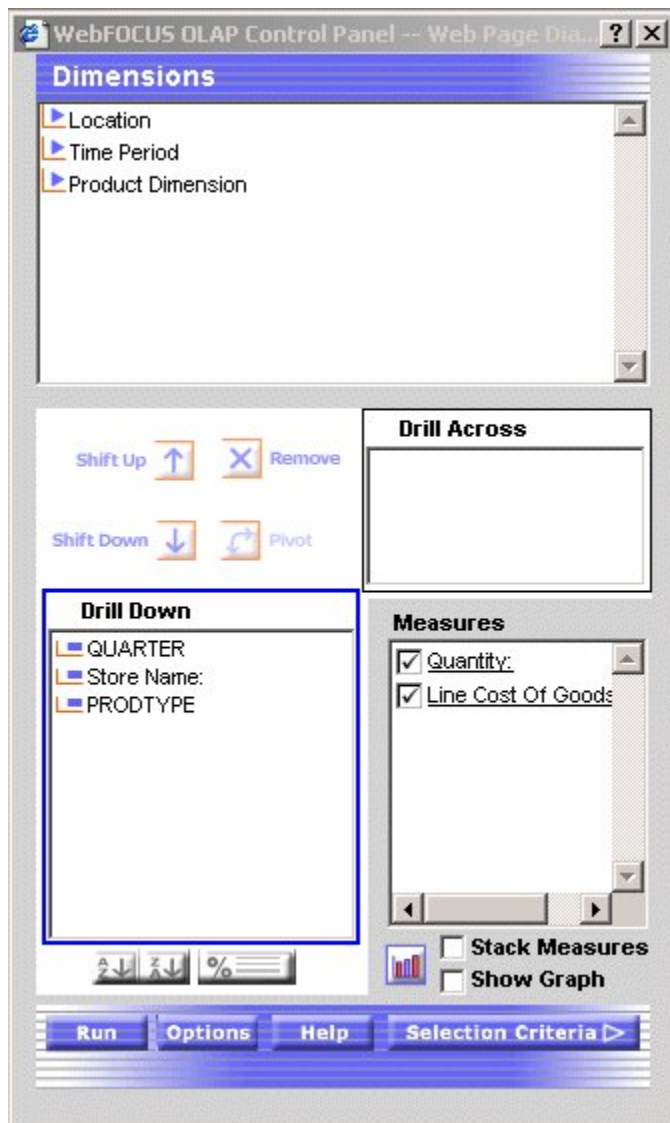 WebFOCUS OLAP Control Panel -- Web Page Dia...
Dimensions
Location
Time Period
Product Dimension
Shift Up
Remove
Shift Down
Pivot
Drill Across
Drill Down
QUARTER
Store Name:
PRODTYPE
Measures
Quantity:
Line Cost Of Goods
Stack Measures
Show Graph
Run Options Help Selection Criteria